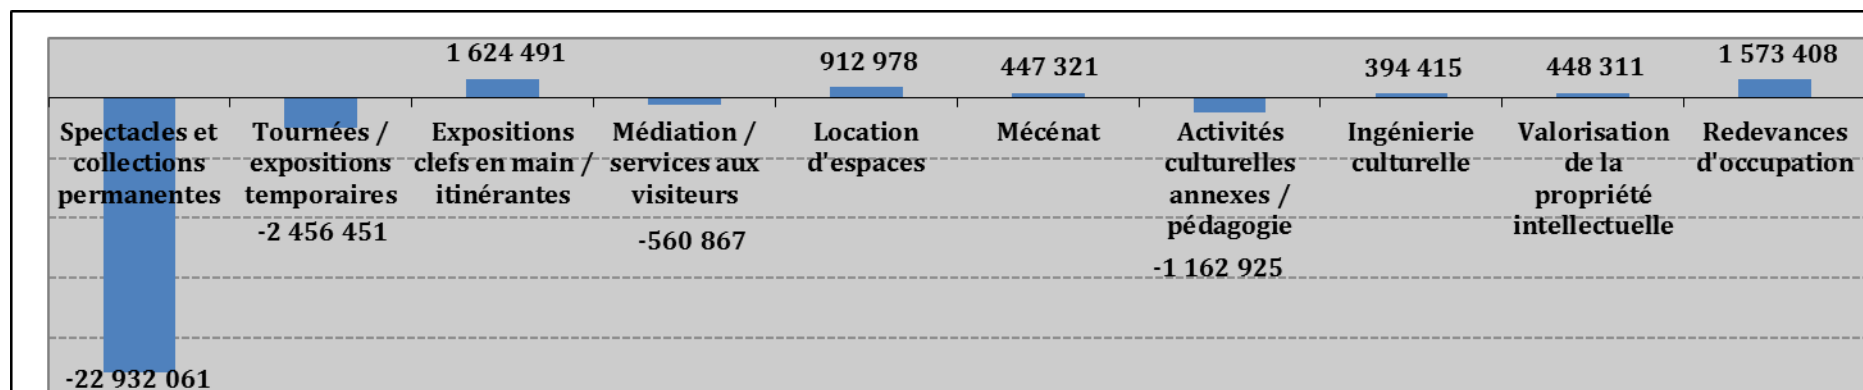 1 624 491
912 978
447 321
394 415
448 311
1 573 408
Spectacles et
collections
permanentes
-22 932 061
Tournées /
expositions
temporaires
-2 456 451
Expositions
clefs en main /
itinérantes
Médiation /
services aux
visiteurs
-560 867
Location
d'espaces
Mécénat
Activités
culturelles
annexes /
pédagogie
-1 162 925
Ingénierie
culturelle
Valorisation
de la
propriété
intellectuelle
Redevances
d'occupation